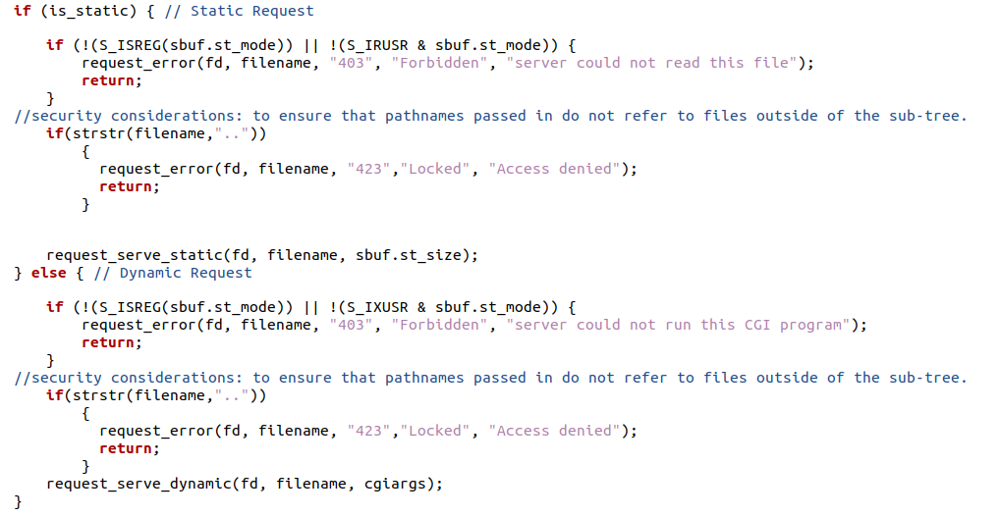 if (is_static) { // Static Request
if (!(S_ISREG(sbuf.st_mode)) || !(S_IRUSR & sbuf.st_mode)) {
request_error(fd, filename, "403", "Forbidden", "server could not read this file");
return;
}
//security considerations: to ensure that pathnames passed in do not refer to files outside of the sub-tree.
if(strstr(filename,".."))
{
request_error(fd, filename, "423","Locked", "Access denied");
return;
}
request_serve_static(fd, filename, sbuf.st_size);
} else { // Dynamic Request
if (!(S_ISREG(sbuf.st_mode)) || !(S_IXUSR & sbuf.st_mode)) {
request_error(fd, filename, "403", "Forbidden", "server could not run this CGI program");
return;
}
//security considerations: to ensure that pathnames passed in do not refer to files outside of the sub-tree.
if(strstr(filename,".."))
{
request_error(fd, filename, "423","Locked", "Access denied");
return;
}
request_serve_dynamic(fd, filename, cgiargs);
}